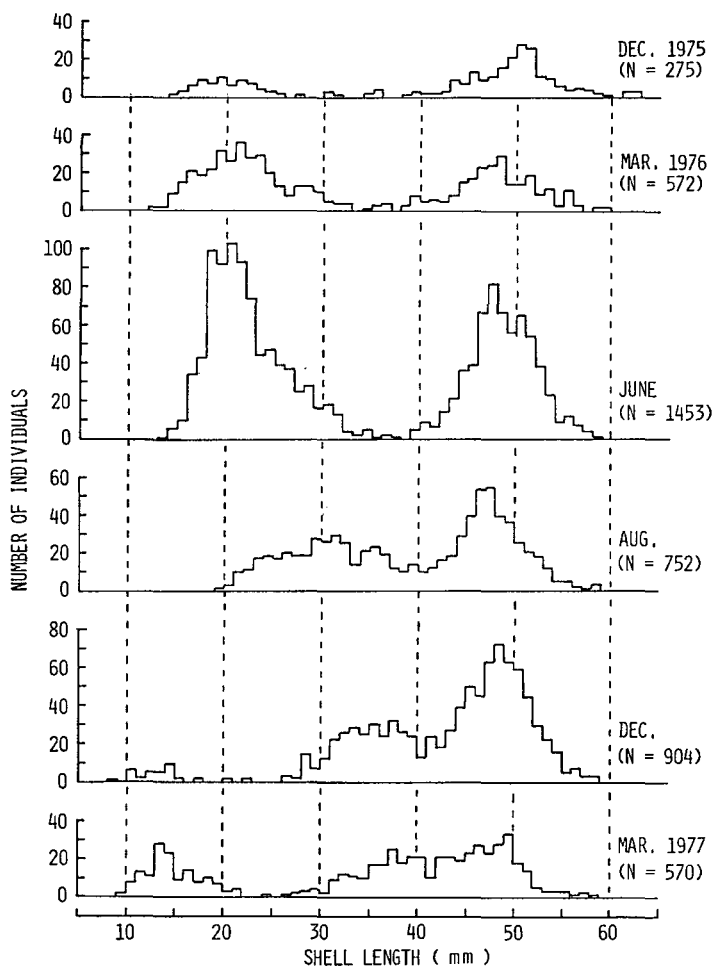 40
20
0
DEC. 1975
(N = 275)
40
20
0
MAR. 1976
(N = 572)
100
80
60
40
20
0
JUNE
(N = 1453)
60
40
20
0
AUG.
(N = 752)
80
60
40
20
0
DEC.
(N = 904)
40
20
0
MAR. 1977
(N = 570)
NUMBER OF INDIVIDUALS
10 20 30 40 50 60
SHELL LENGTH ( mm )